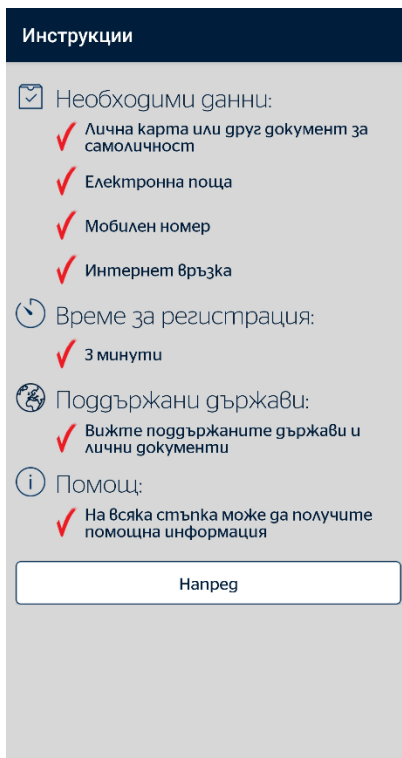 Инструкции
Необходими данни:
Лична карта или друг документ за
самоличност
Електронна поща
Мобилен номер
Интернет връзка
Време за регистрация:
3 минути
Поддържани държави:
Вижте поддържаните държави и
лични документи
Помощ:
На всяка стъпка може да получите
помощна информация
Напред